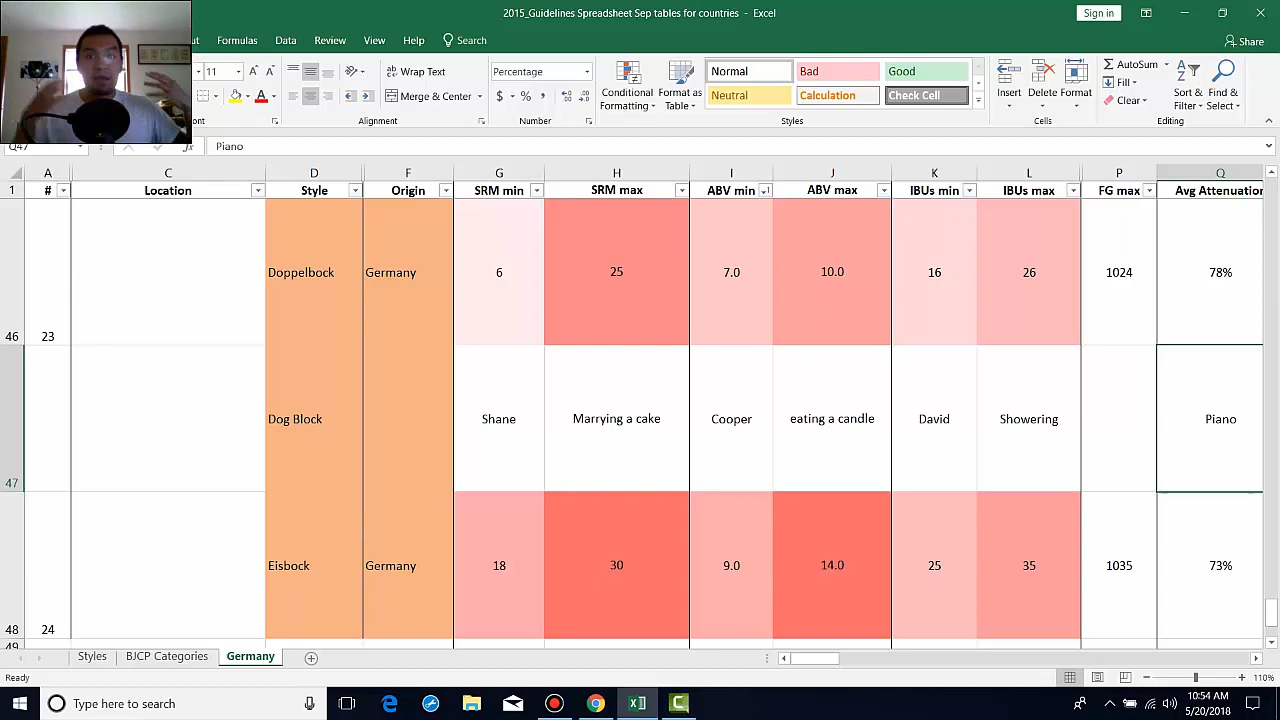 2015_Guidelines Spreadsheet Sep tables for countries - Excel
Sign in
Formulas Data Review View Help Search
Share
11 A A Wrap Text Percentage Normal Bad Good AutoSum
Merge & Center $ % , Conditional Formatting Format as Table Neutral Calculation Check Cell Insert Delete Format Fill Clear Sort & Filter Find & Select
Alignment Number Styles Cells Editing
Q47 fx Piano
A C D F G H I J K L P Q
1 # Location Style Origin SRM min SRM max ABV min ABV max IBUs min IBUs max FG max Avg Attenuation
46 23 Doppelbock Germany 6 25 7.0 10.0 16 26 1024 78%
47 Dog Block Shane Marrying a cake Cooper eating a candle David Showering Piano
48 24 Eisbock Germany 18 30 9.0 14.0 25 35 1035 73%
49
Styles BJCP Categories Germany
Ready 110%
Type here to search 10:54 AM
5/20/2018